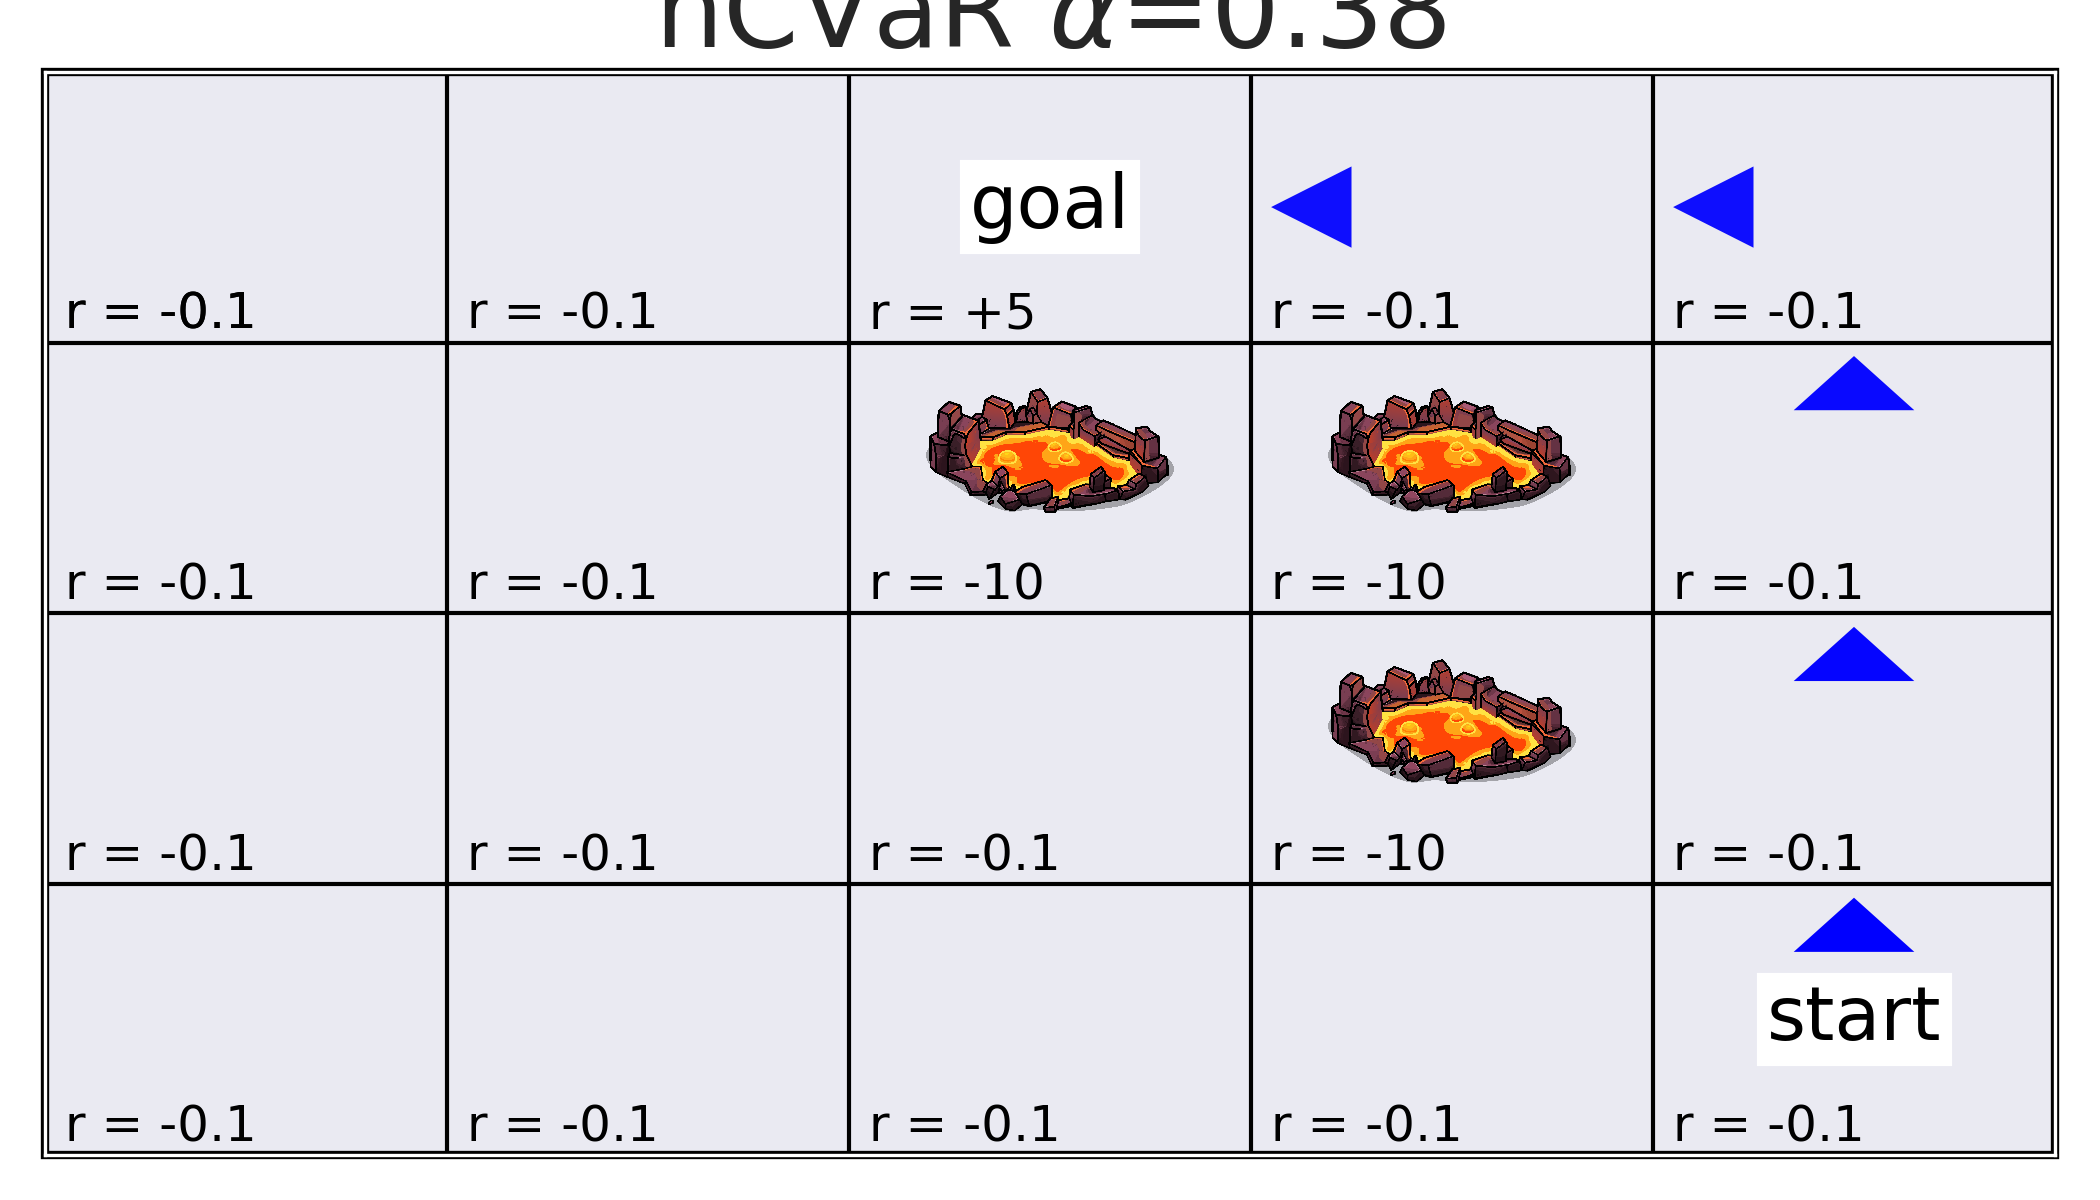 nCVaR α=0.38
goal
r = -0.1 r = -0.1 r = +5 r = -0.1 r = -0.1
r = -0.1 r = -0.1 r = -10 r = -10 r = -0.1
r = -0.1 r = -0.1 r = -0.1 r = -10 r = -0.1
start
r = -0.1 r = -0.1 r = -0.1 r = -0.1 r = -0.1